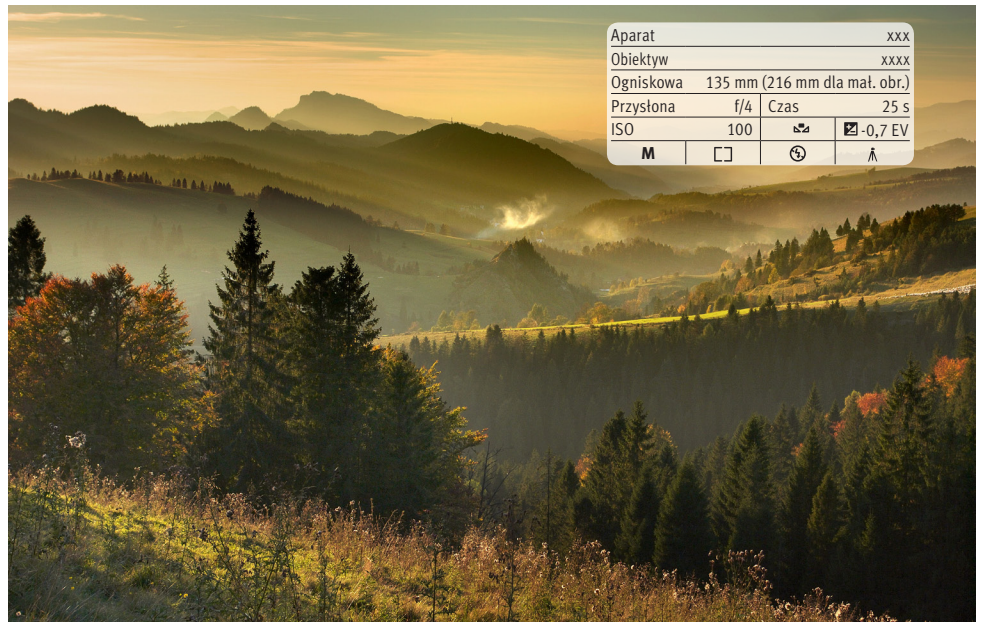 Aparat xxx
Obiektyw xxxx
Ogniskowa 135 mm (216 mm dla mał. obr.)
Przysłona f/4 Czas 25 s
ISO 100 -0,7 EV
M